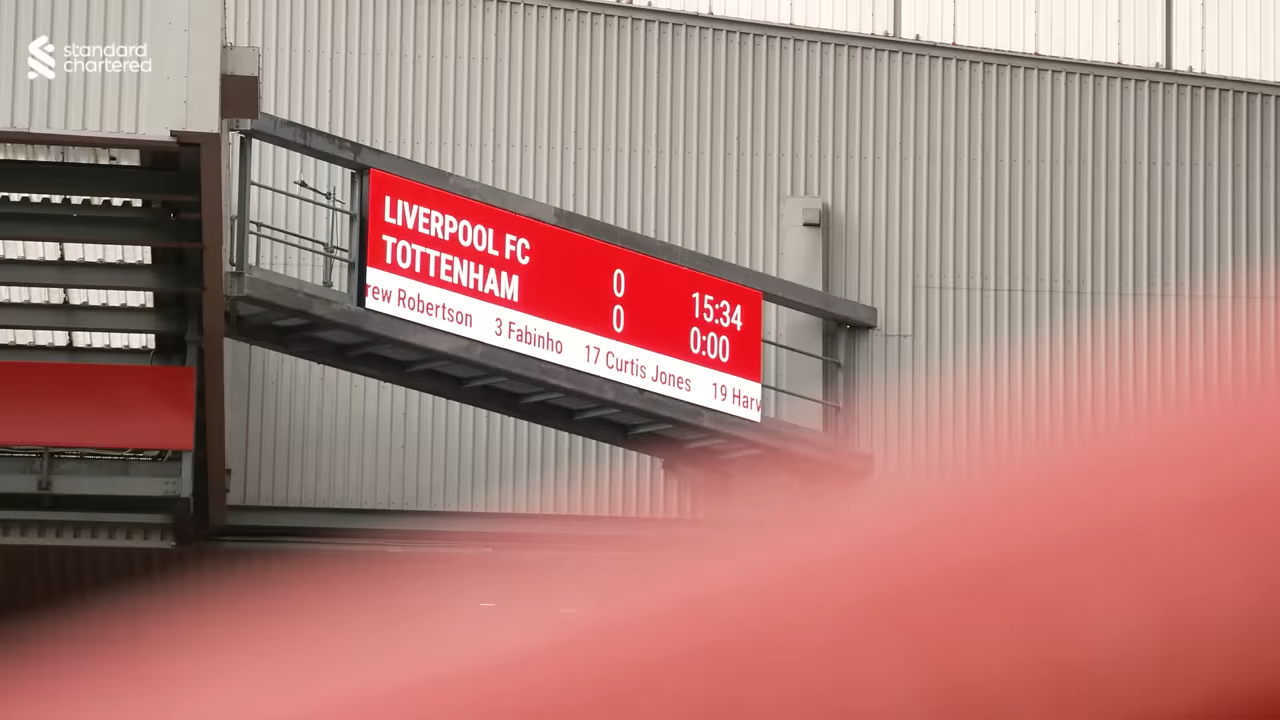 standard
chartered
LIVERPOOL FC 0 15:34
TOTTENHAM 0 0:00
rew Robertson 3 Fabinho 17 Curtis Jones 19 Harv